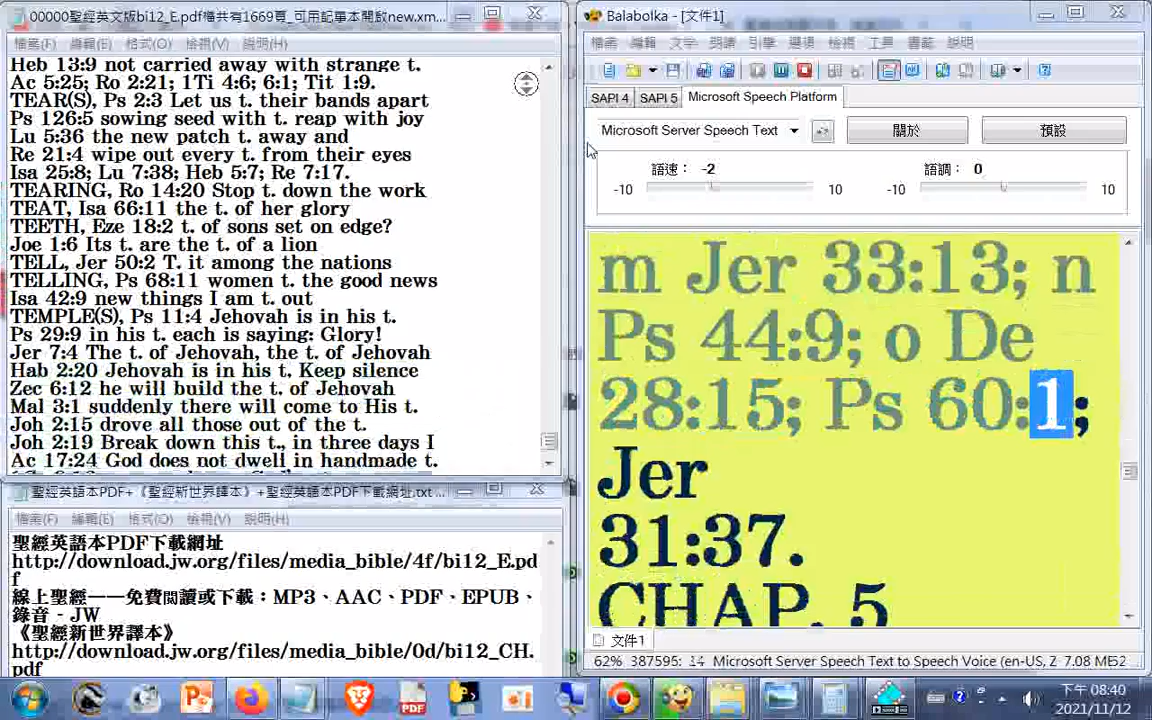 00000聖經英文版bi12_E.pdf檔共有1669頁_可用記事本開啟new.xm...
檔案(F) 編輯(E) 格式(O) 檢視(V) 說明(H)
Heb 13:9 not carried away with strange t.
Ac 5:25; Ro 2:21; 1Ti 4:6; 6:1; Tit 1:9.
TEAR(S), Ps 2:3 Let us t. their bands apart
Ps 126:5 sowing seed with t. reap with joy
Lu 5:36 the new patch t. away and
Re 21:4 wipe out every t. from their eyes
Isa 25:8; Lu 7:38; Heb 5:7; Re 7:17.
TEARING, Ro 14:20 Stop t. down the work
TEAT, Isa 66:11 the t. of her glory
TEETH, Eze 18:2 t. of sons set on edge?
Joe 1:6 Its t. are the t. of a lion
TELL, Jer 50:2 T. it among the nations
TELLING, Ps 68:11 women t. the good news
Isa 42:9 new things I am t. out
TEMPLE(S), Ps 11:4 Jehovah is in his t.
Ps 29:9 in his t. each is saying: Glory!
Jer 7:4 The t. of Jehovah, the t. of Jehovah
Hab 2:20 Jehovah is in his t. Keep silence
Zec 6:12 he will build the t. of Jehovah
Mal 3:1 suddenly there will come to His t.
Joh 2:15 drove all those out of the t.
Joh 2:19 Break down this t., in three days I
Ac 17:24 God does not dwell in handmade t.
聖經英語本PDF+《聖經新世界譯本》+聖經英語本PDF下載網址.txt ...
檔案(F) 編輯(E) 格式(O) 檢視(V) 說明(H)
聖經英語本PDF下載網址
http://download.jw.org/files/media_bible/4f/bi12_E.pd
f
線上聖經——免費閱讀或下載：MP3、AAC、PDF、EPUB、
錄音 - JW
《聖經新世界譯本》
http://download.jw.org/files/media_bible/0d/bi12_CH.
pdf
Balabolka - [文件1]
檔案 編輯 文字 朗讀 引擎 選項 檢視 工具 書籤 說明
SAPI 4 SAPI 5 Microsoft Speech Platform
Microsoft Server Speech Text 關於 預設
語速： -2 語調： 0
-10 10 -10 10
m Jer 33:13; n
Ps 44:9; o De
28:15; Ps 60:1;
Jer
31:37.
CHAP. 5
文件1
62% 387595: 14 Microsoft Server Speech Text to Speech Voice (en-US, Z 7.08 MB
下午 08:40
2021/11/12